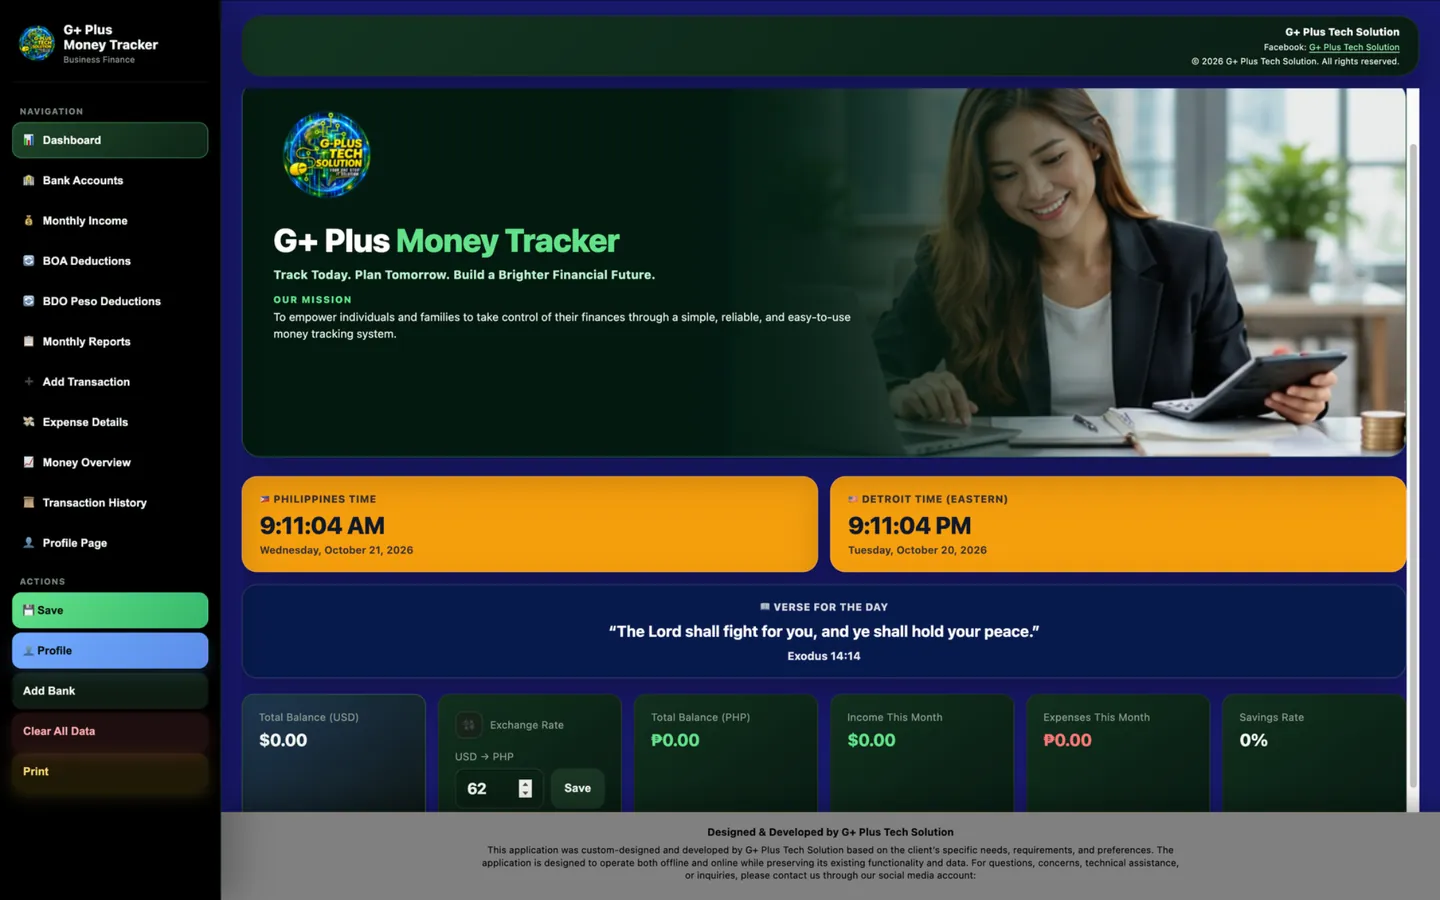 G+ Plus
Money Tracker
Business Finance
NAVIGATION
Dashboard
Bank Accounts
Monthly Income
BOA Deductions
BDO Peso Deductions
Monthly Reports
Add Transaction
Expense Details
Money Overview
Transaction History
Profile Page
ACTIONS
Save
Profile
Add Bank
Clear All Data
Print
G+ Plus Tech Solution
Facebook: G+ Plus Tech Solution
© 2026 G+ Plus Tech Solution. All rights reserved.
G-PLUS
TECH
SOLUTION
G+ Plus Money Tracker
Track Today. Plan Tomorrow. Build a Brighter Financial Future.
OUR MISSION
To empower individuals and families to take control of their finances through a simple, reliable, and easy-to-use
money tracking system.
PHILIPPINES TIME
9:11:04 AM
Wednesday, October 21, 2026
DETROIT TIME (EASTERN)
9:11:04 PM
Tuesday, October 20, 2026
VERSE FOR THE DAY
“The Lord shall fight for you, and ye shall hold your peace.”
Exodus 14:14
Total Balance (USD)
$0.00
Exchange Rate
USD → PHP
62
Save
Total Balance (PHP)
₱0.00
Income This Month
$0.00
Expenses This Month
₱0.00
Savings Rate
0%
Designed & Developed by G+ Plus Tech Solution
This application was custom-designed and developed by G+ Plus Tech Solution based on the client's specific needs, requirements, and preferences. The
application is designed to operate both offline and online while preserving its existing functionality and data. For questions, concerns, technical assistance,
or inquiries, please contact us through our social media account: